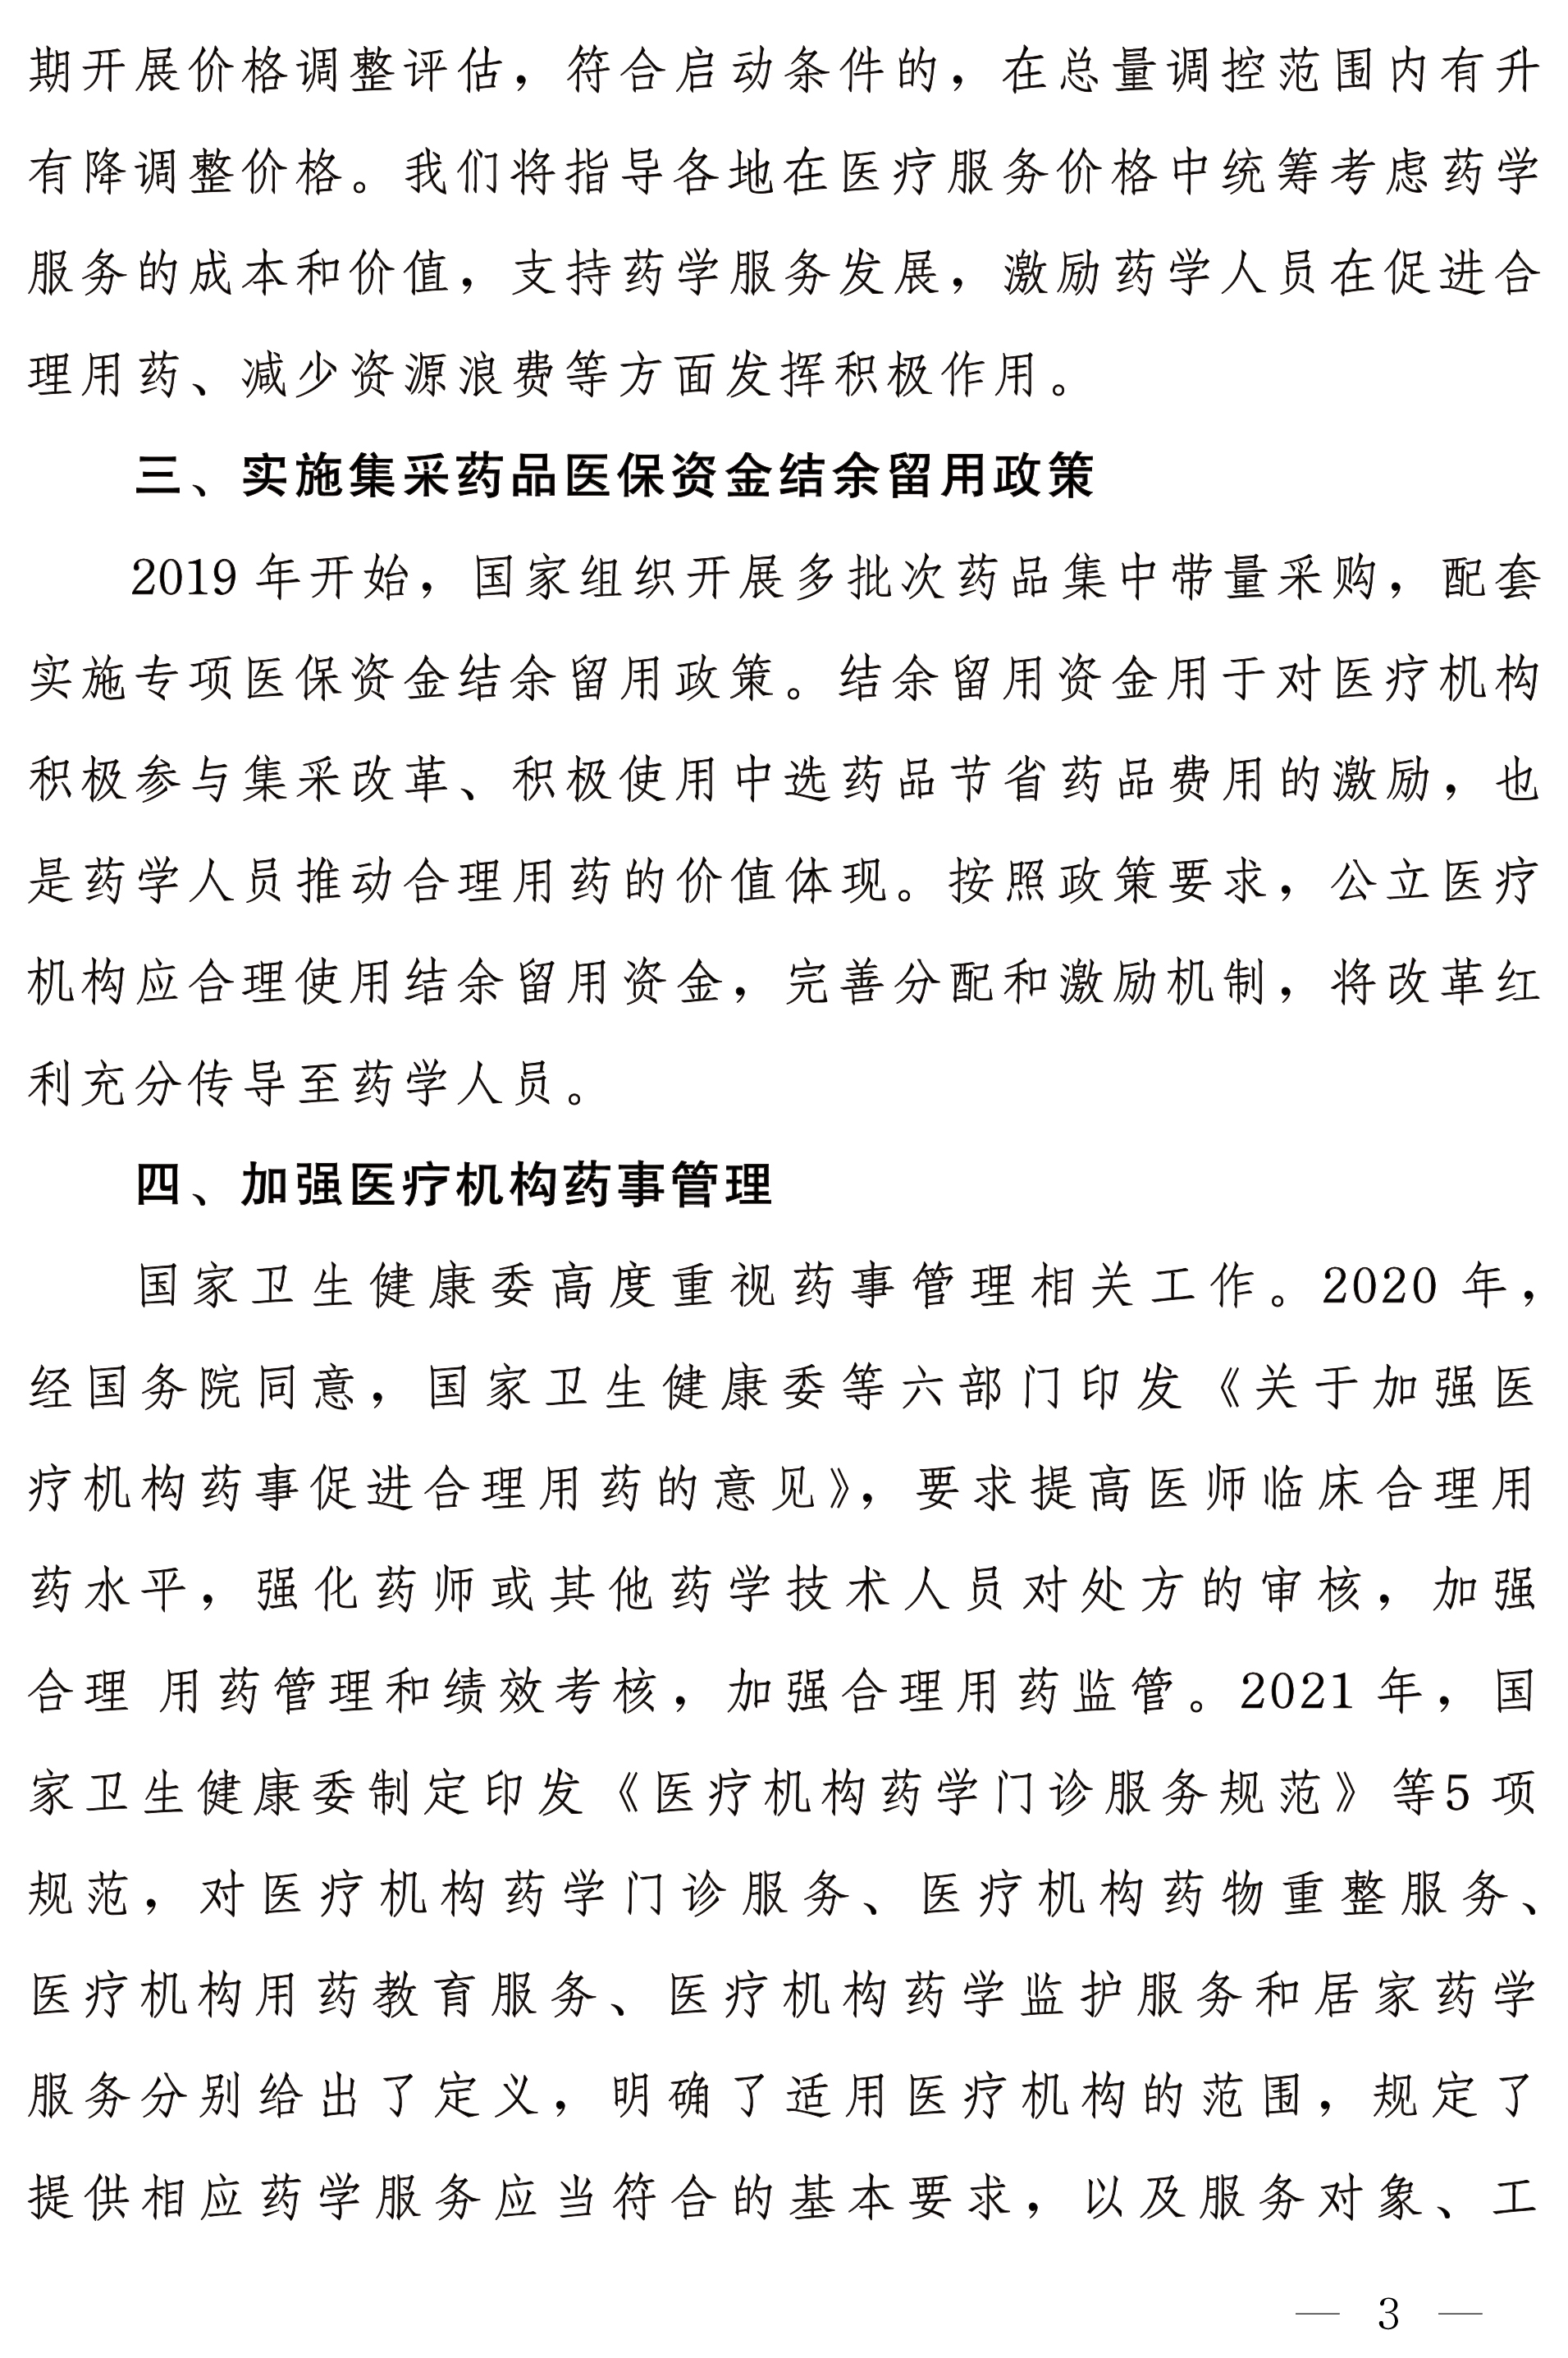 期开展价格调整评估，符合启动条件的，在总量调控范围内有升
有降调整价格。我们将指导各地在医疗服务价格中统筹考虑药学
服务的成本和价值，支持药学服务发展，激励药学人员在促进合
理用药、减少资源浪费等方面发挥积极作用。
三、实施集采药品医保资金结余留用政策
2019 年开始，国家组织开展多批次药品集中带量采购，配套
实施专项医保资金结余留用政策。结余留用资金用于对医疗机构
积极参与集采改革、积极使用中选药品节省药品费用的激励，也
是药学人员推动合理用药的价值体现。按照政策要求，公立医疗
机构应合理使用结余留用资金，完善分配和激励机制，将改革红
利充分传导至药学人员。
四、加强医疗机构药事管理
国家卫生健康委高度重视药事管理相关工作。2020 年，
经国务院同意，国家卫生健康委等六部门印发《关于加强医
疗机构药事促进合理用药的意见》，要求提高医师临床合理用
药水平，强化药师或其他药学技术人员对处方的审核，加强
合理 用药管理和绩效考核，加强合理用药监管。2021 年，国
家卫生健康委制定印发《医疗机构药学门诊服务规范》等5 项
规范，对医疗机构药学门诊服务、医疗机构药物重整服务、
医疗机构用药教育服务、医疗机构药学监护服务和居家药学
服务分别给出了定义，明确了适用医疗机构的范围，规定了
提供相应药学服务应当符合的基本要求，以及服务对象、工
— 3 —